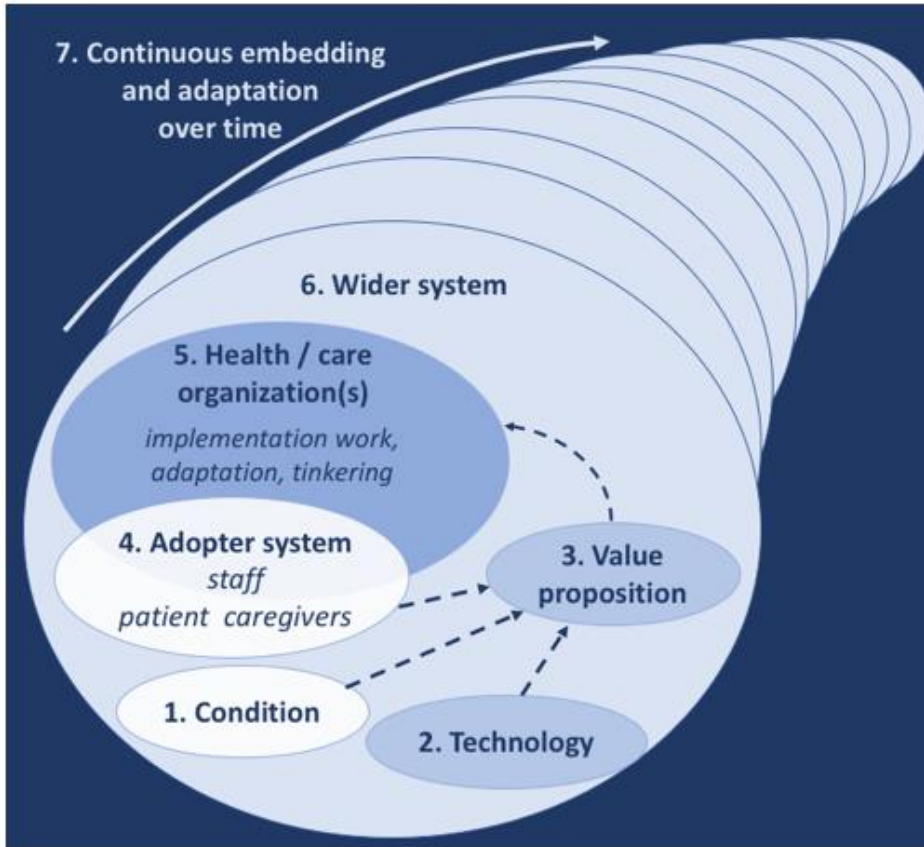 7. Continuous embedding
and adaptation
over time
6. Wider system
5. Health / care
organization(s)
implementation work,
adaptation, tinkering
4. Adopter system
staff
patient caregivers
3. Value
proposition
1. Condition
2. Technology